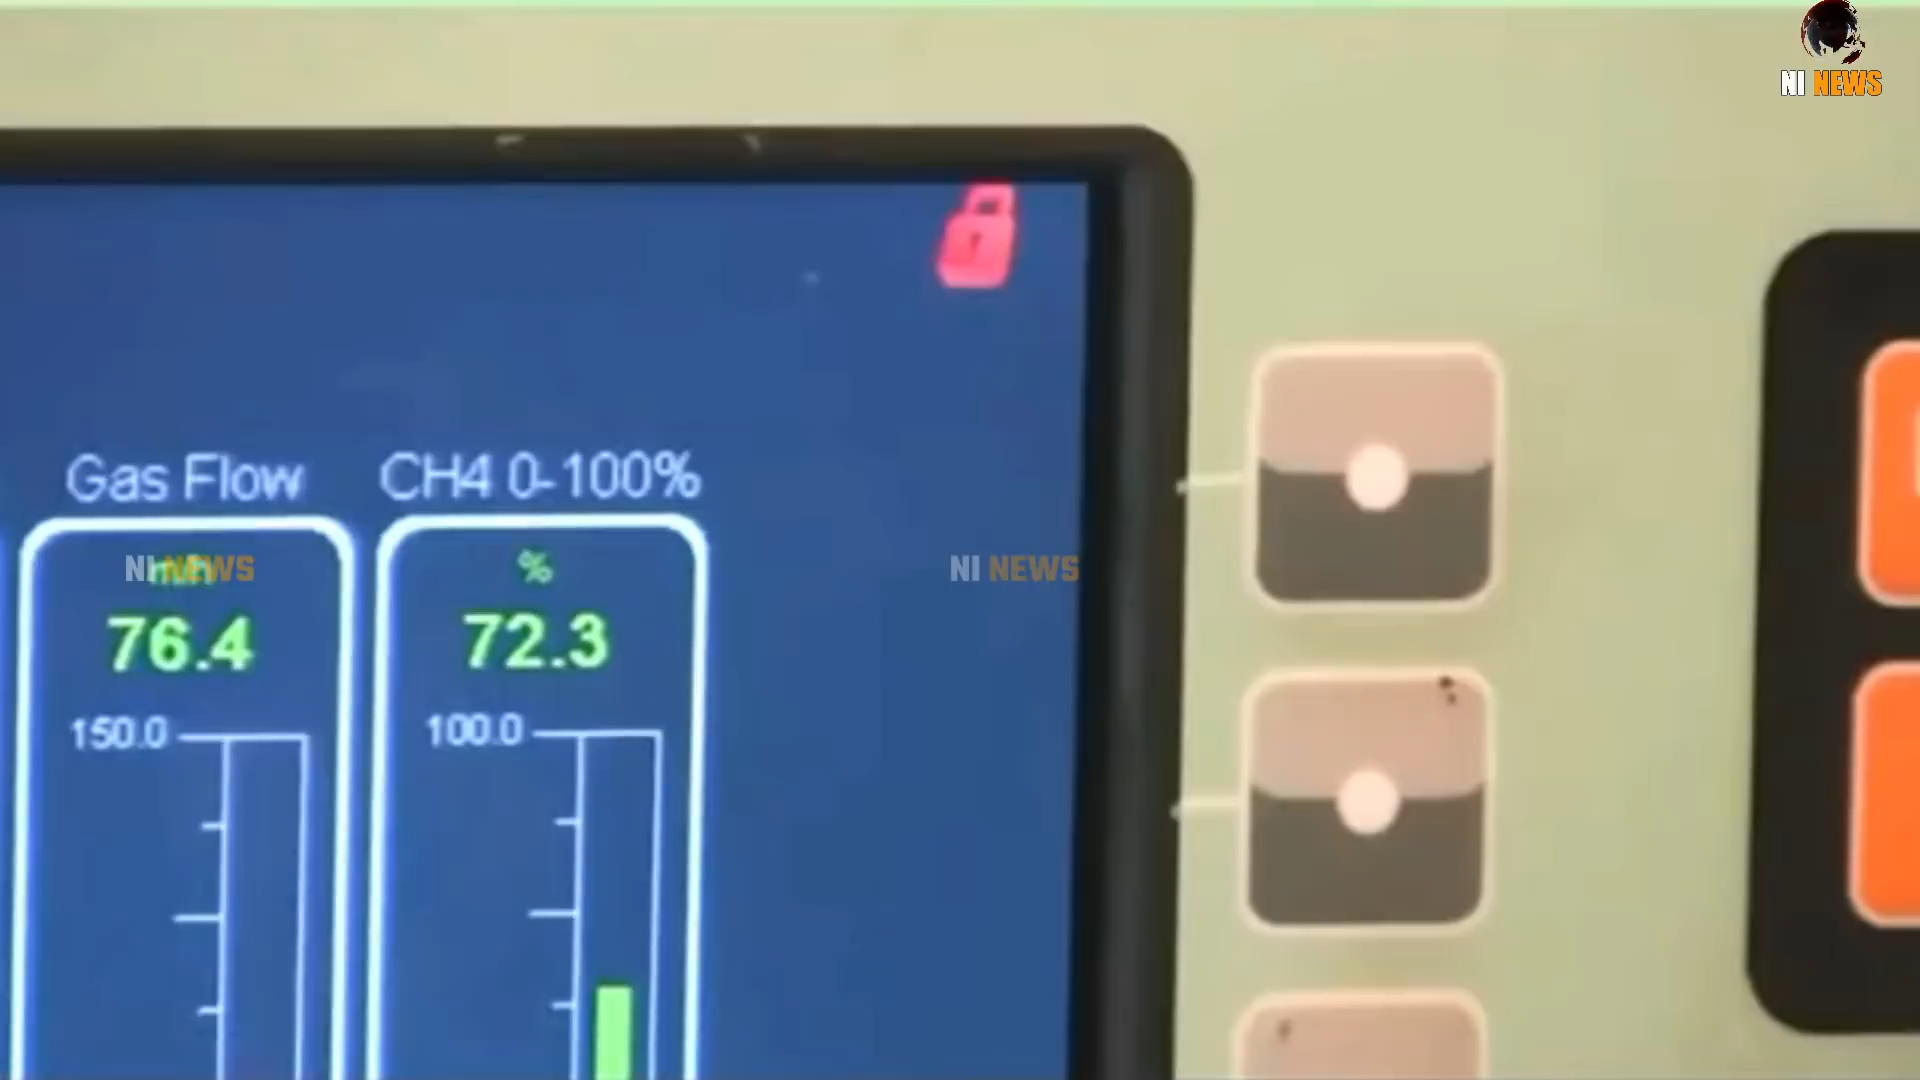 NI NEWS
Gas Flow
CH4 0-100%
%
NI NEWS
NI NEWS
76.4
72.3
150.0
100.0